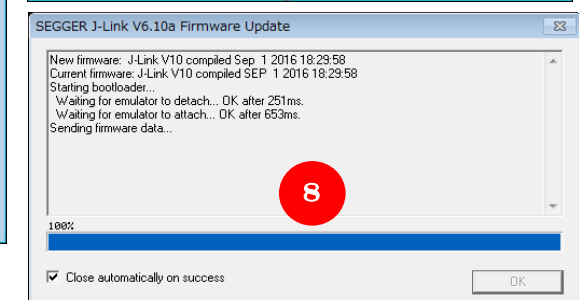 SEGGER J-Link V6.10a Firmware Update
New firmware: J-Link V10 compiled Sep 1 2016 18:29:58
Current firmware: J-Link V10 compiled SEP 1 2016 18:29:58
Starting bootloader...
Waiting for emulator to detach... OK after 251ms.
Waiting for emulator to attach... OK after 653ms.
Sending firmware data...
8
100%
Close automatically on success
OK